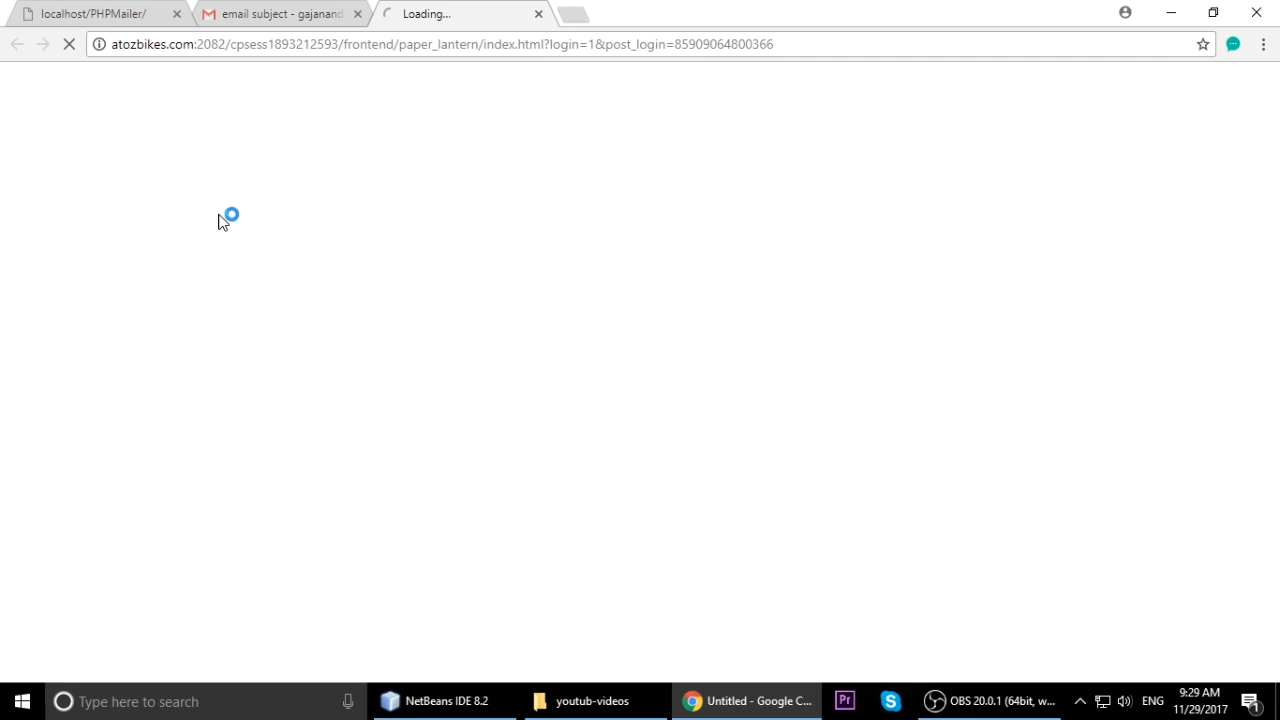 localhost/PHPMailer/
email subject - gajanand.
Loading...
atozbikes.com:2082/cpsess1893212593/frontend/paper_lantern/index.html?login=1&post_login=85909064800366
Type here to search
NetBeans IDE 8.2
youtub-videos
Untitled - Google C...
Pr
OBS 20.0.1 (64bit, w...
ENG
9:29 AM
11/29/2017
1